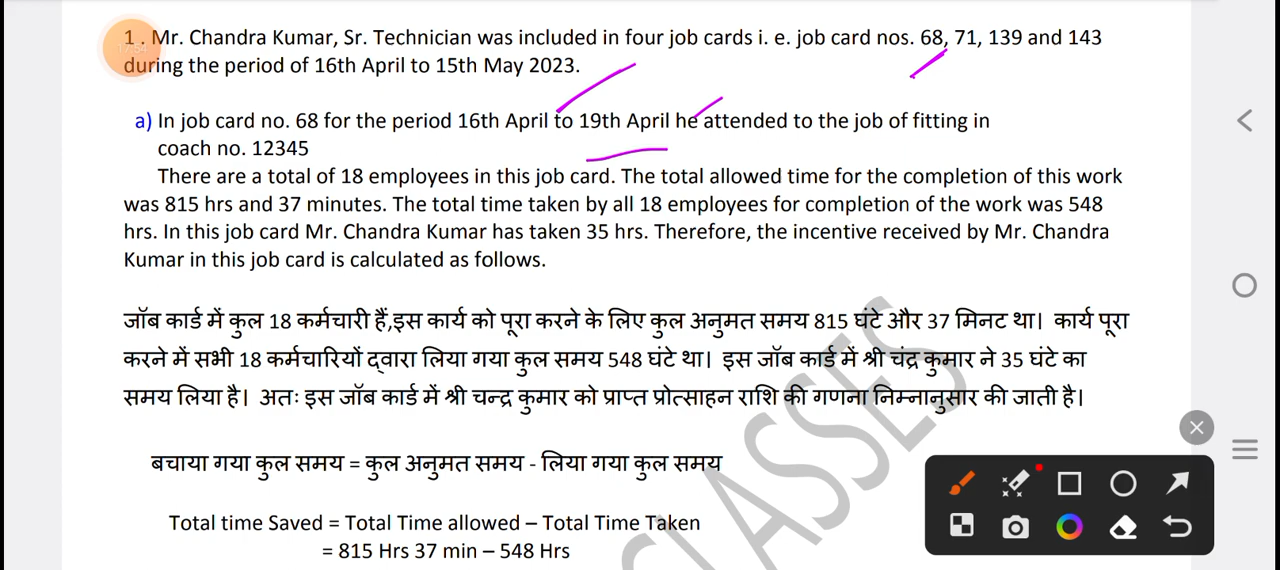 1 . Mr. Chandra Kumar, Sr. Technician was included in four job cards i. e. job card nos. 68, 71, 139 and 143
during the period of 16th April to 15th May 2023.
a) In job card no. 68 for the period 16th April to 19th April he attended to the job of fitting in
coach no. 12345
There are a total of 18 employees in this job card. The total allowed time for the completion of this work
was 815 hrs and 37 minutes. The total time taken by all 18 employees for completion of the work was 548
hrs. In this job card Mr. Chandra Kumar has taken 35 hrs. Therefore, the incentive received by Mr. Chandra
Kumar in this job card is calculated as follows.
जॉब कार्ड में कुल 18 कर्मचारी हैं,इस कार्य को पूरा करने के लिए कुल अनुमत समय 815 घंटे और 37 मिनट था। कार्य पूरा
करने में सभी 18 कर्मचारियों द्वारा लिया गया कुल समय 548 घंटे था। इस जॉब कार्ड में श्री चंद्र कुमार ने 35 घंटे का
समय लिया है। अतः इस जॉब कार्ड में श्री चन्द्र कुमार को प्राप्त प्रोत्साहन राशि की गणना निम्नानुसार की जाती है।
बचाया गया कुल समय = कुल अनुमत समय - लिया गया कुल समय
Total time Saved = Total Time allowed – Total Time Taken
= 815 Hrs 37 min – 548 Hrs
CLASSES
17:54